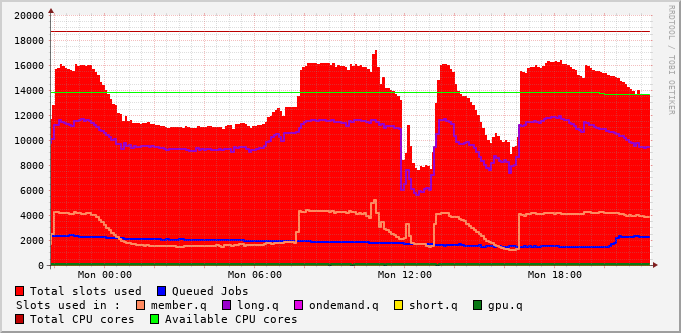 20000
18000
16000
14000
12000
10000
8000
6000
4000
2000
0
Mon 00:00 Mon 06:00 Mon 12:00 Mon 18:00
RRDTOOL / TOBI OETIKER
Total slots used Queued Jobs
Slots used in : member.q long.q ondemand.q short.q gpu.q
Total CPU cores Available CPU cores